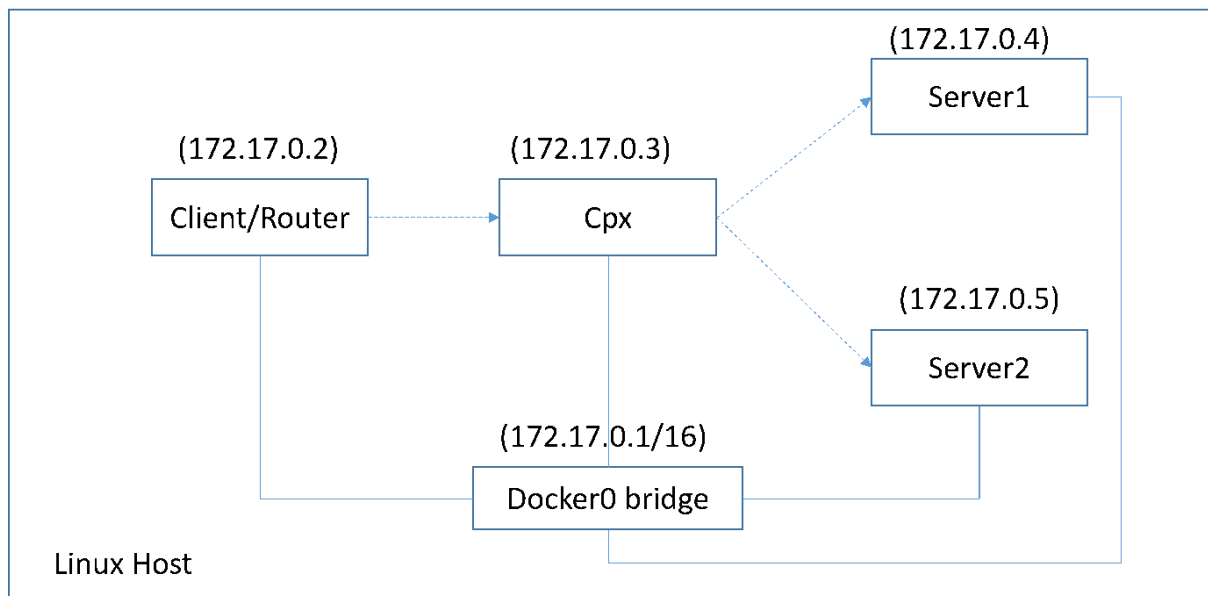 (172.17.0.4)
Server1
(172.17.0.2)
(172.17.0.3)
Client/Router
Cpx
(172.17.0.5)
Server2
(172.17.0.1/16)
Docker0 bridge
Linux Host